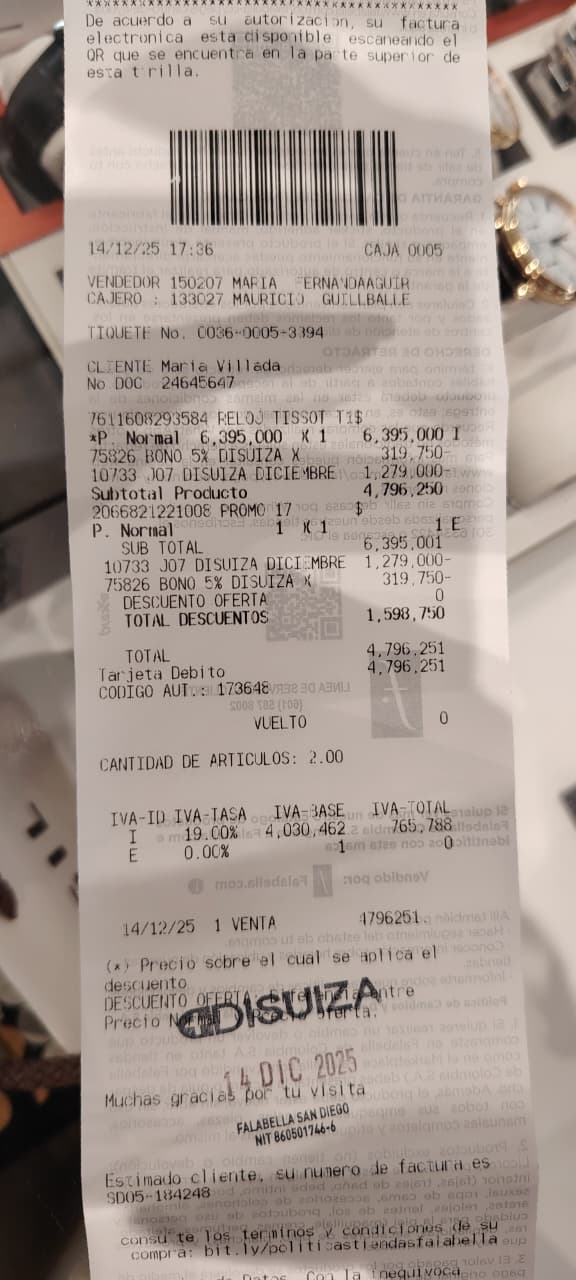 ************************************************
De acuerdo a su autorizacion, su factura
electronica esta disponible escaneando el
QR que se encuentra en la parte superior de
esta tirilla.
14/12/25 17:36 CAJA 0005
VENDEDOR 150207 MARIA FERNANDAAGUIR
CAJERO : 133027 MAURICIO GUILLBALLE
TIQUETE No. 0036-0005-3394
CLIENTE Maria Villada
No DOC 24645647
7611608293584 RELOJ TISSOT T1$
*P. Normal 6,395,000 X 1 6,395,000 I
75826 BONO 5% DISUIZA X 319,750-
10733 J07 DISUIZA DICIEMBRE 1,279,000-
Subtotal Producto 4,796,250
2066821221008 PROMO 17 $
P. Normal 1 X 1 1 E
SUB TOTAL 6,395,001
10733 J07 DISUIZA DICIEMBRE 1,279,000-
75826 BONO 5% DISUIZA X 319,750-
DESCUENTO OFERTA 0
TOTAL DESCUENTOS 1,598,750
TOTAL 4,796,251
Tarjeta Debito 4,796,251
CODIGO AUT.: 173648
VUELTO 0
CANTIDAD DE ARTICULOS: 2.00
IVA-ID IVA-TASA IVA-BASE IVA-TOTAL
I 19.00% 4,030,462 765,788
E 0.00% 1 0
14/12/25 1 VENTA 4796251
(*) Precio sobre el cual se aplica el
descuento
DESCUENTO OFERTA: Diferencia entre
Precio Normal Oferta.
DISUIZA
14 DIC 2025
Muchas gracias por tu visita
FALABELLA SAN DIEGO
NIT 860501746-6
Estimado cliente, su numero de factura es
SD05-184248
consulte los terminos y condiciones de su
compra: bit.ly/politicastiendasfalabella
Datos. Con la inequivoca